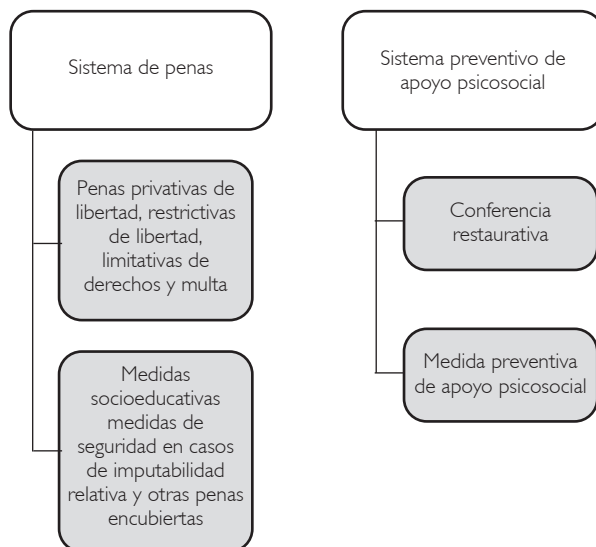 Sistema de penas
Penas privativas de
libertad, restrictivas
de libertad,
limitativas de
derechos y multa
Medidas
socioeducativas
medidas de
seguridad en casos
de imputabilidad
relativa y otras penas
encubiertas
Sistema preventivo de
apoyo psicosocial
Conferencia
restaurativa
Medida preventiva
de apoyo psicosocial